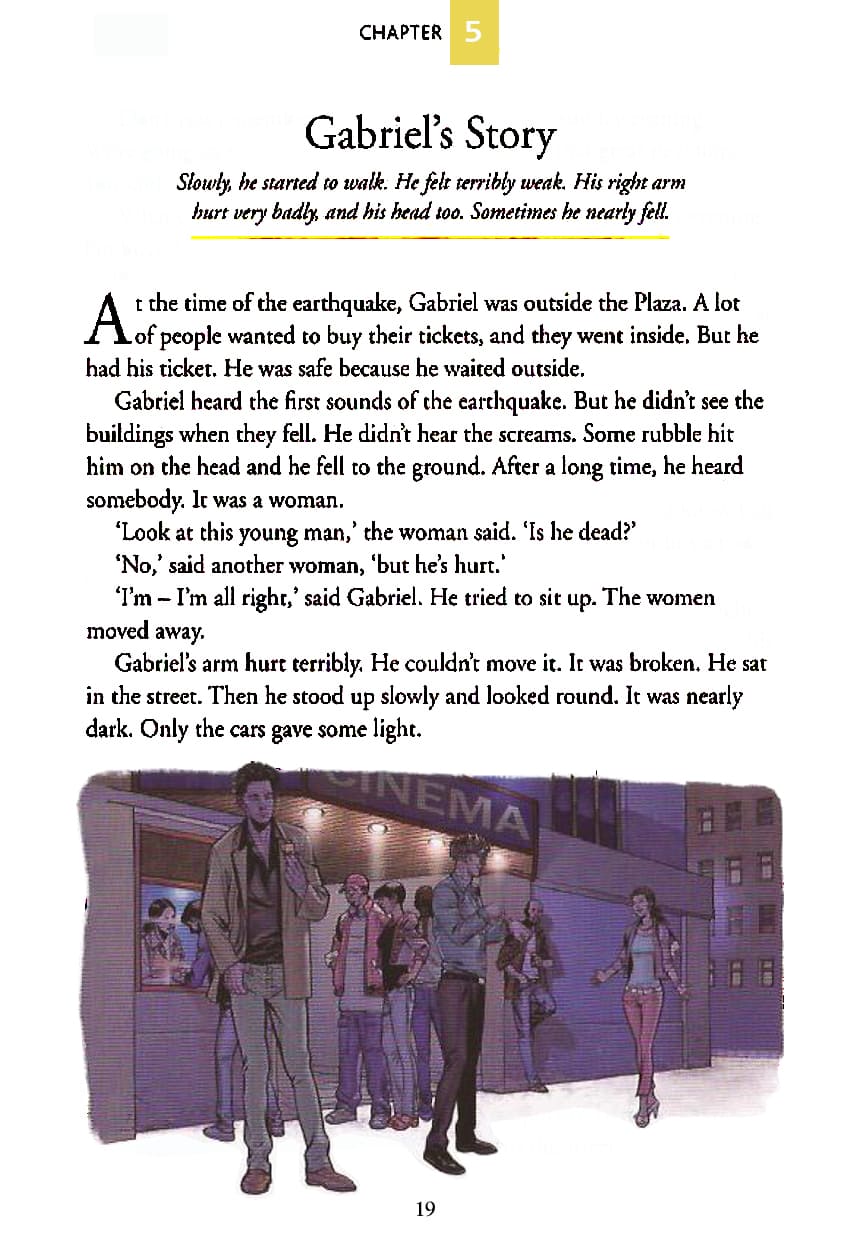 CHAPTER 5
Gabriel’s Story
Slowly, he started to walk. He felt terribly weak. His right arm
hurt very badly, and his head too. Sometimes he nearly fell.
At the time of the earthquake, Gabriel was outside the Plaza. A lot
of people wanted to buy their tickets, and they went inside. But he
had his ticket. He was safe because he waited outside.
Gabriel heard the first sounds of the earthquake. But he didn’t see the
buildings when they fell. He didn’t hear the screams. Some rubble hit
him on the head and he fell to the ground. After a long time, he heard
somebody. It was a woman.
‘Look at this young man,’ the woman said. ‘Is he dead?’
‘No,’ said another woman, ‘but he’s hurt.’
‘I’m – I’m all right,’ said Gabriel. He tried to sit up. The women
moved away.
Gabriel’s arm hurt terribly. He couldn’t move it. It was broken. He sat
in the street. Then he stood up slowly and looked round. It was nearly
dark. Only the cars gave some light.
CINEMA
19